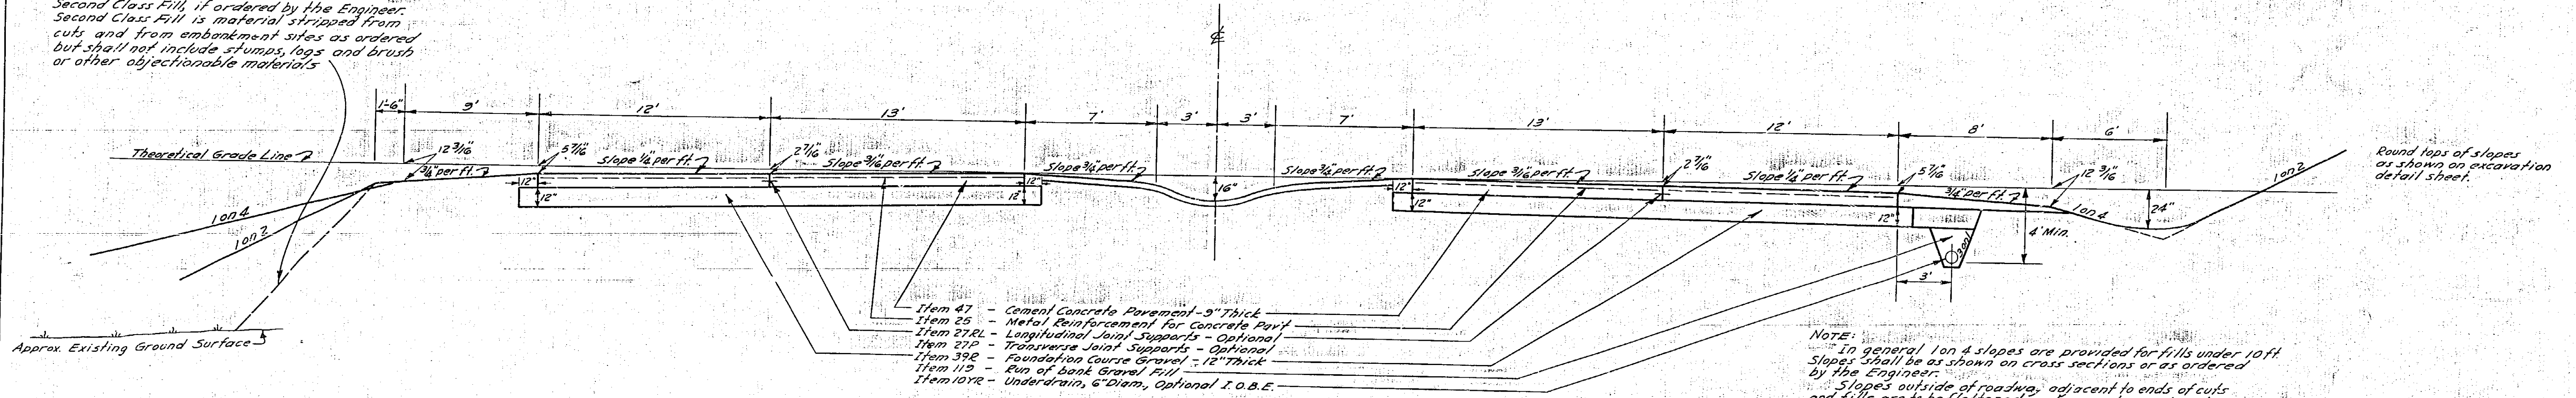 Second Class Fill, if ordered by the Engineer.
Second Class Fill is material stripped from
cuts and from embankment sites as ordered
but shall not include stumps, logs and brush
or other objectionable materials
℄
1'-6"
9'
12'
13'
7'
3'
3'
7'
13'
12'
8'
6'
Theoretical Grade Line
12 3/16"
5 7/16"
2 7/16"
2 7/16"
5 7/16"
12 3/16"
3/4" per ft.
Slope 1/4" per ft.
Slope 3/16" per ft.
Slope 3/4" per ft.
Slope 3/4" per ft.
Slope 3/16" per ft.
Slope 1/4" per ft.
3/4" per ft.
12"
12"
12"
12"
16"
12"
12"
12"
24"
4' Min.
3'
1 on 4
1 on 2
1 on 4
1 on 2
Round tops of slopes
as shown on excavation
detail sheet.
Approx. Existing Ground Surface
Item 47 - Cement Concrete Pavement - 9" Thick
Item 25 - Metal Reinforcement for Concrete Pav't
Item 27RL - Longitudinal Joint Supports - Optional
Item 27P - Transverse Joint Supports - Optional
Item 39R - Foundation Course Gravel - 12" Thick
Item 119 - Run of bank Gravel Fill
Item 10YR - Underdrain, 6" Diam., Optional I.O.B.E.
NOTE:
In general 1 on 4 slopes are provided for fills under 10 ft.
Slopes shall be as shown on cross sections or as ordered
by the Engineer.
Slopes outside of roadway adjacent to ends of cuts